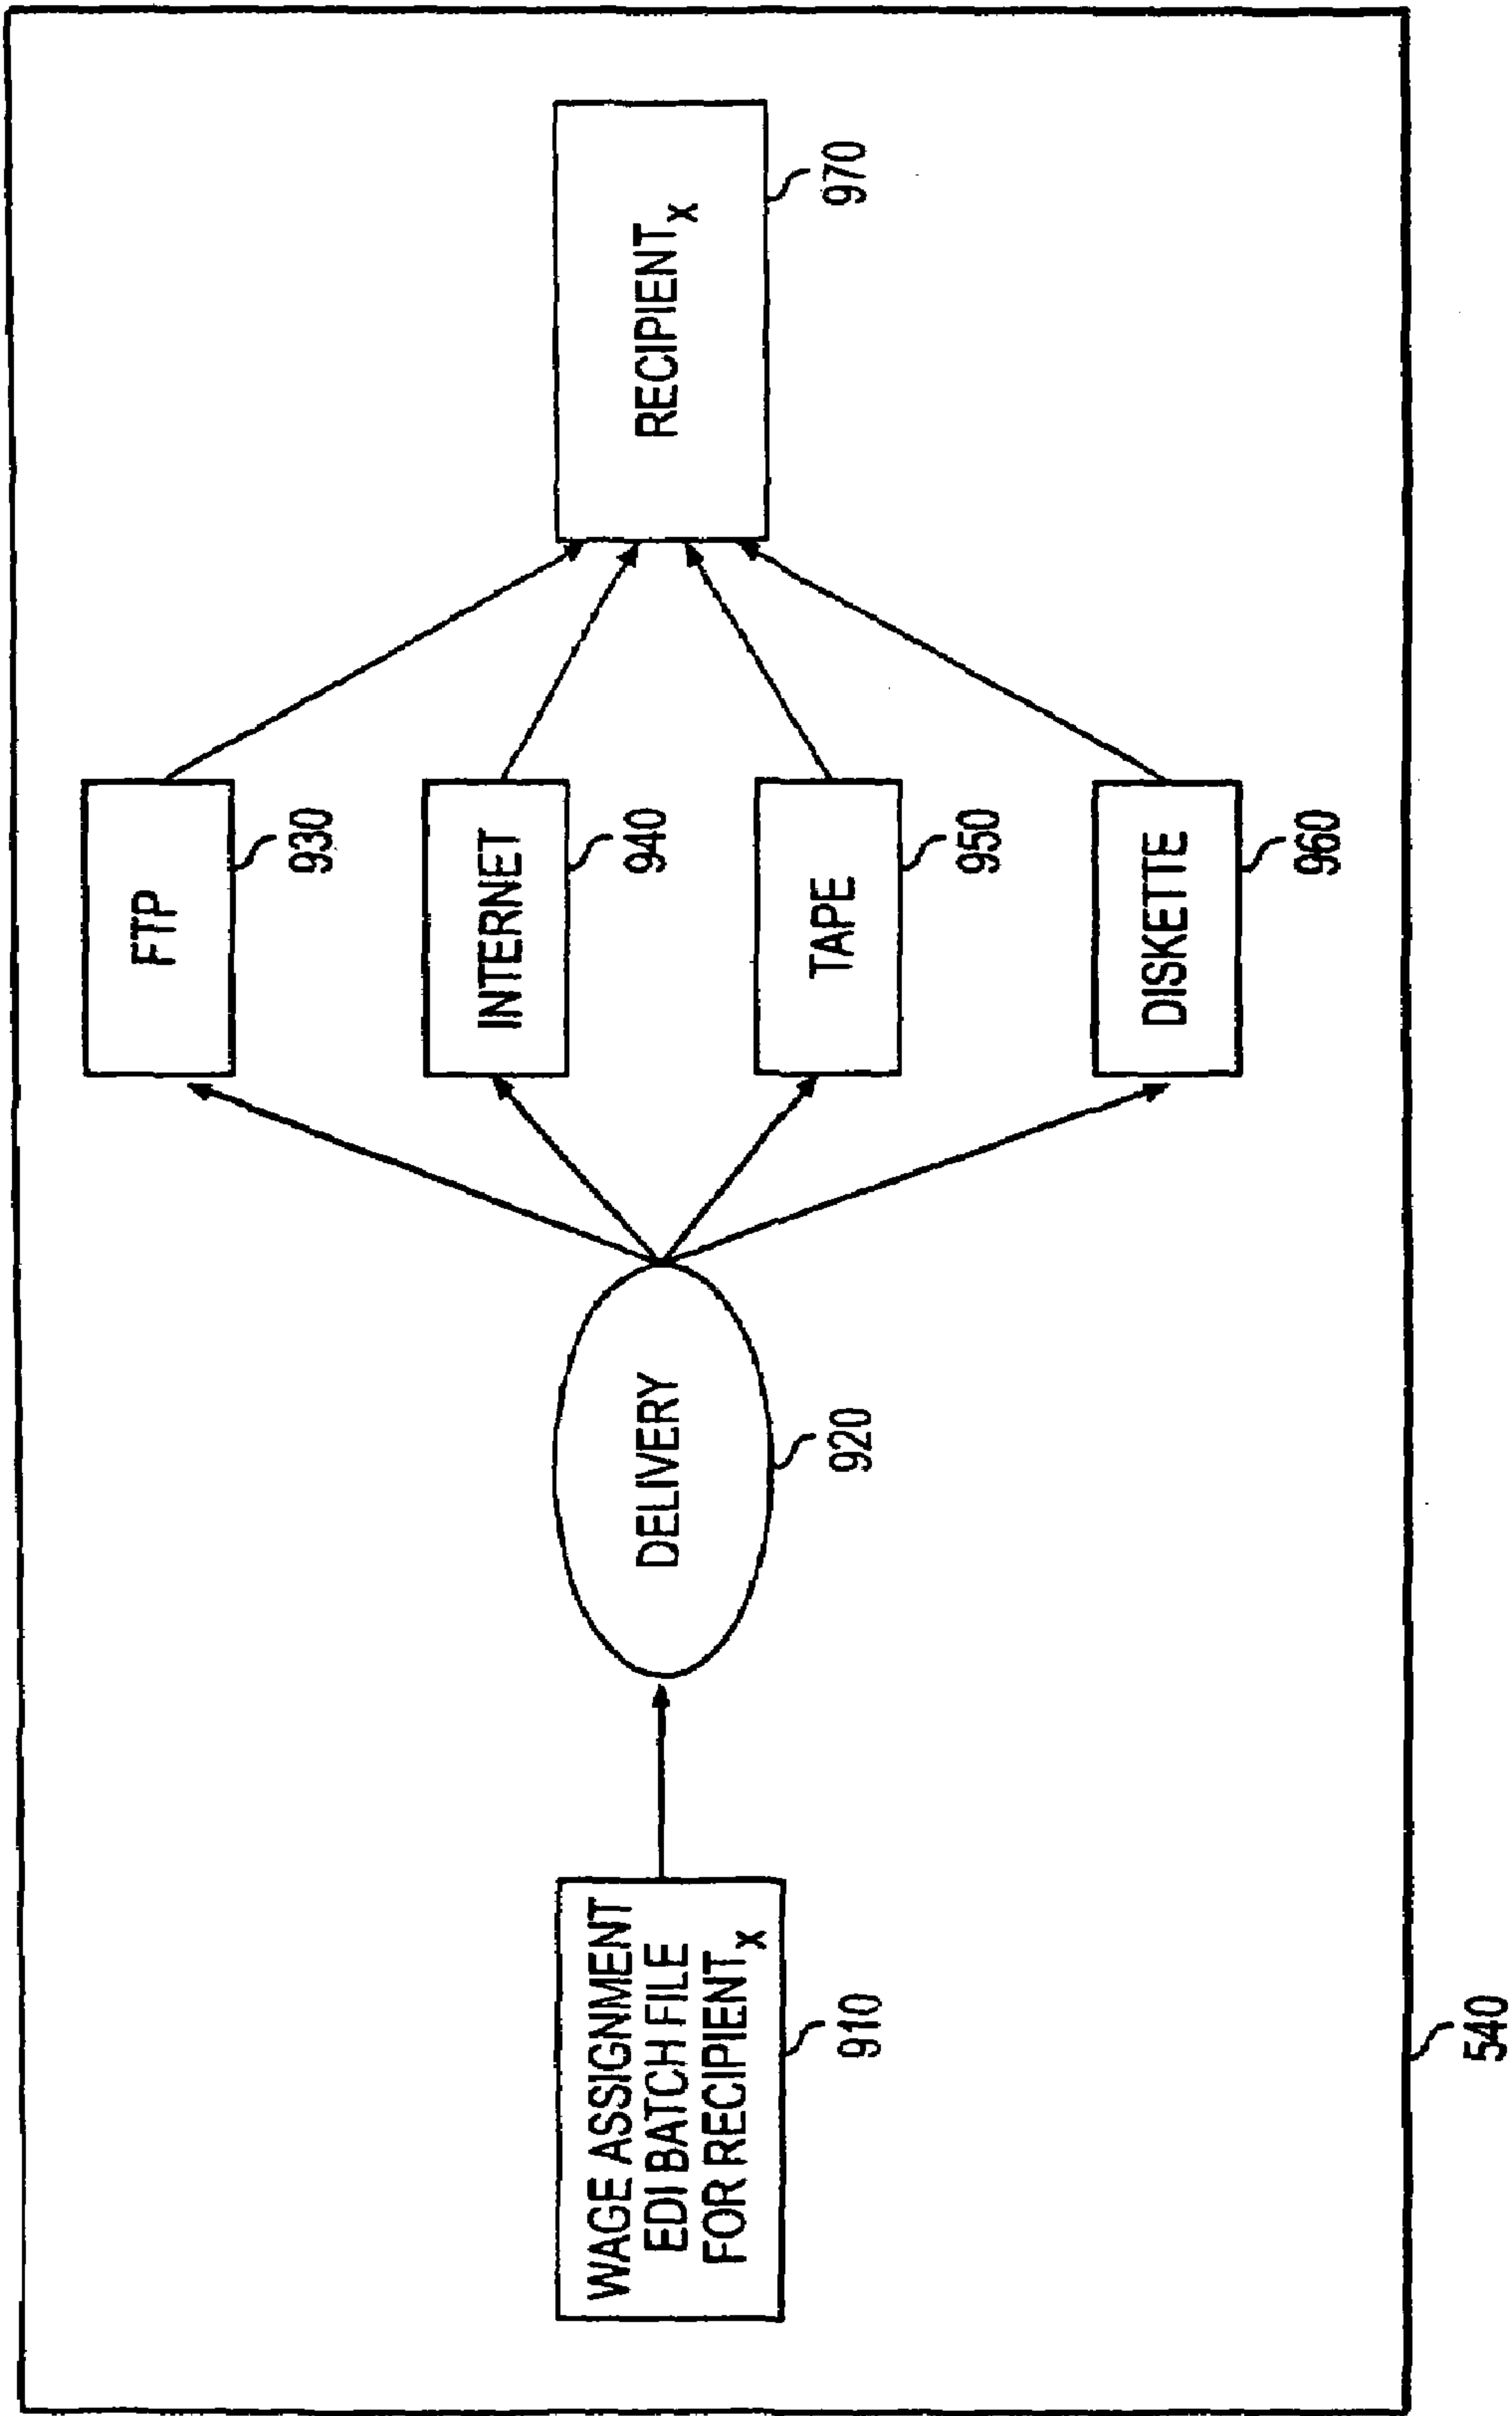 WAGE ASSIGNMENT
EDI BATCH FILE
FOR RECIPIENTX
910
DELIVERY
920
FTP
930
INTERNET
940
TAPE
950
DISKETTE
960
RECIPIENTX
970
540